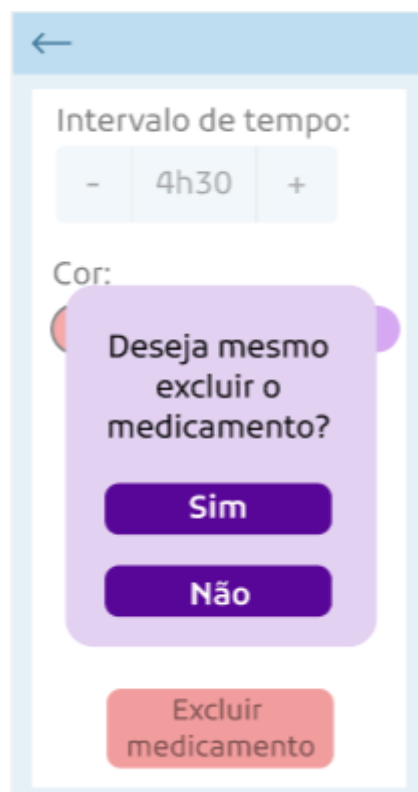 Intervalo de tempo:
- 4h30 +
Cor:
Deseja mesmo
excluir o
medicamento?
Sim
Não
Excluir
medicamento